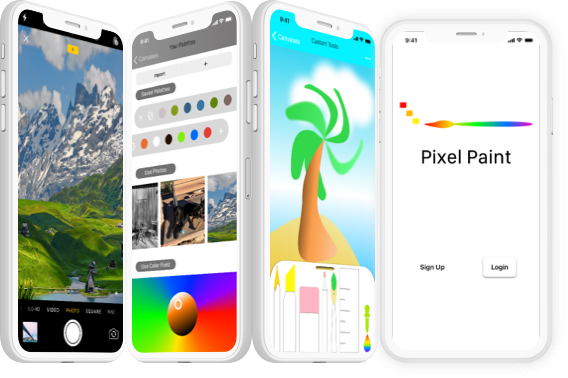 SLO-MO VIDEO PHOTO SQUARE PANO
9:41
Your Palettes
Canvases
Import +
Saved Palettes
Use Photos
Use Color Field
9:41
Canvases
Custom Tools
9:41
Pixel Paint
Sign Up Login